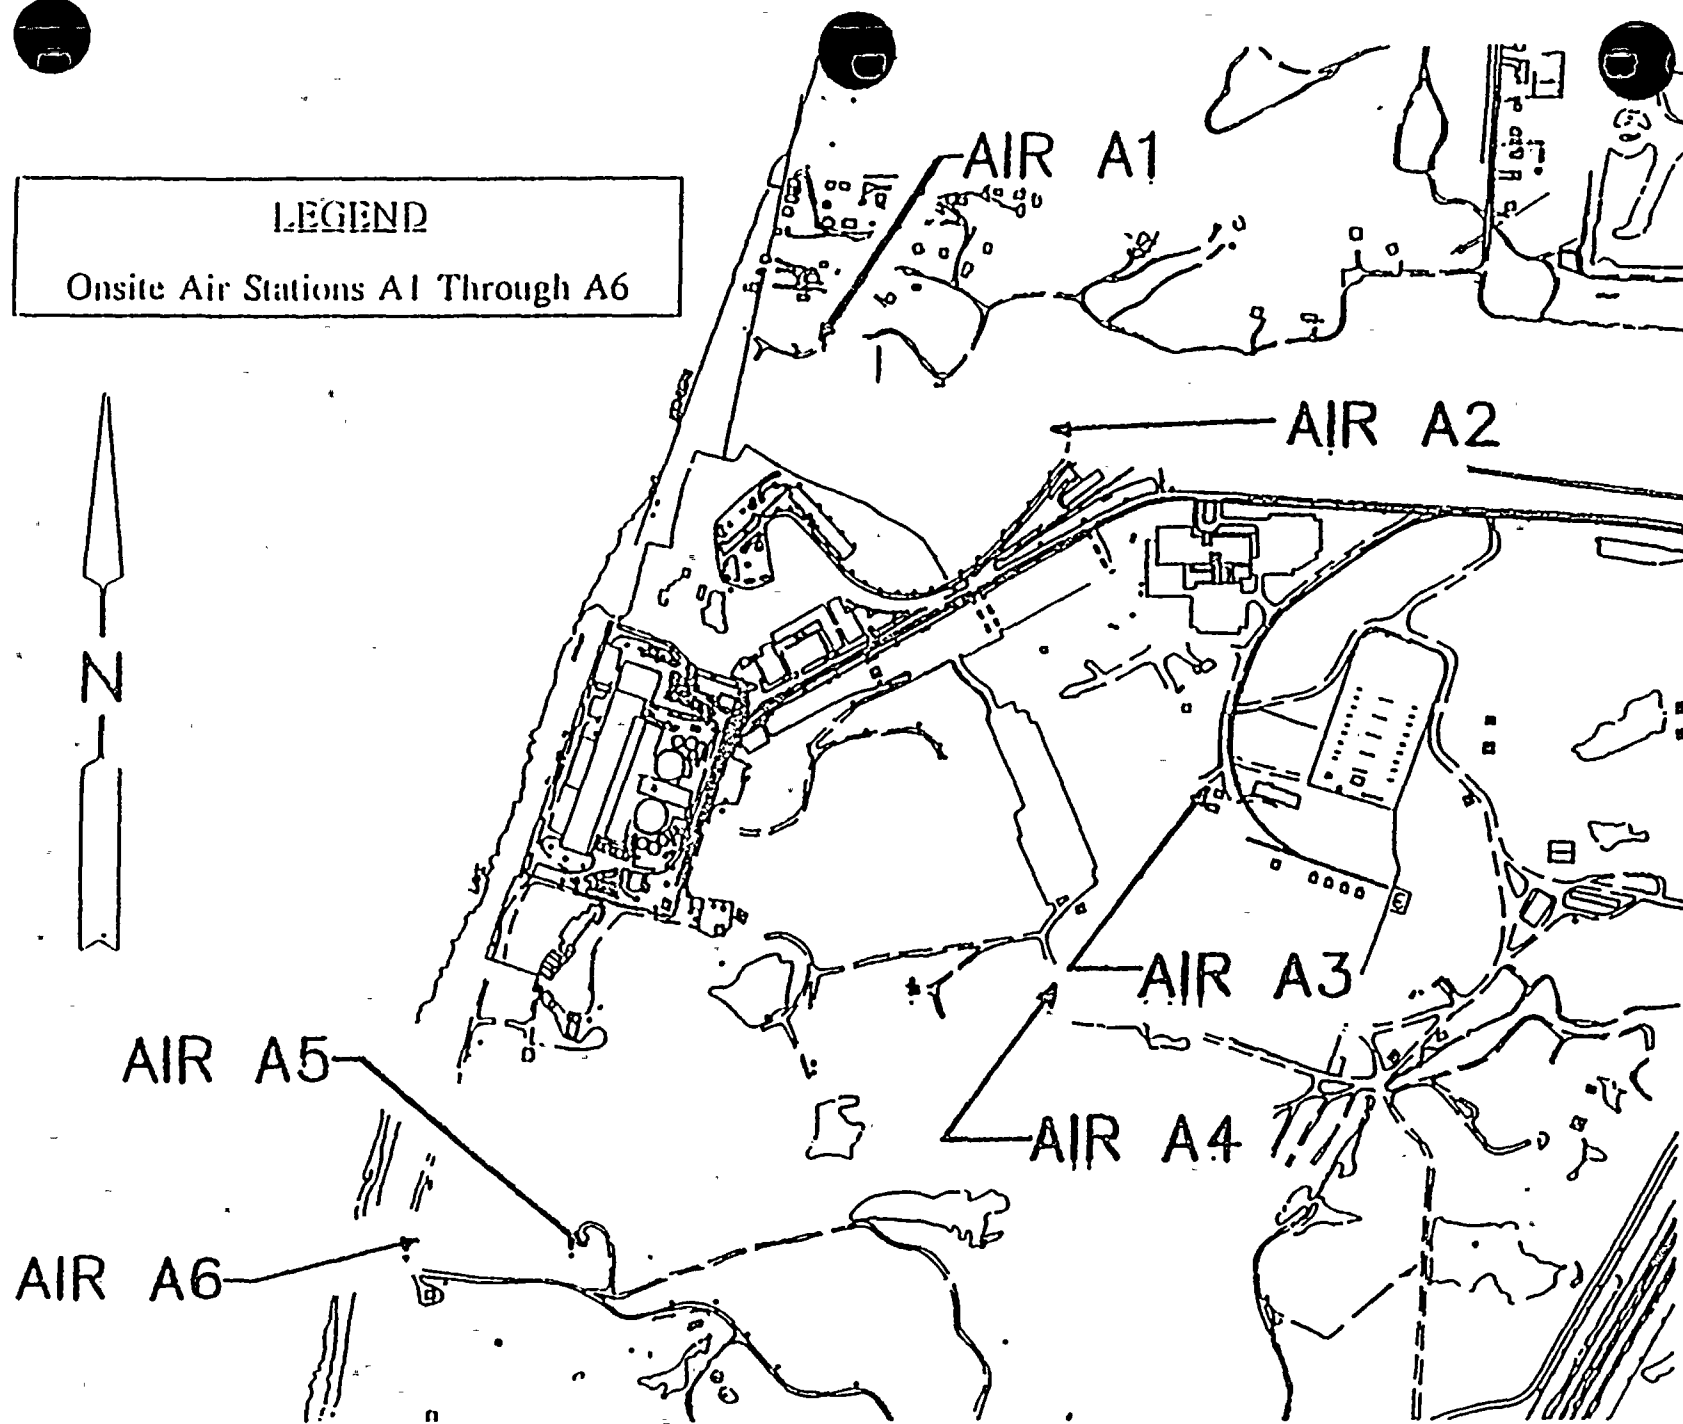 AIR A1
LEGEND
Onsite Air Stations A1 Through A6
AIR A2
N
AIR A3
AIR A5
AIR A4
AIR A6